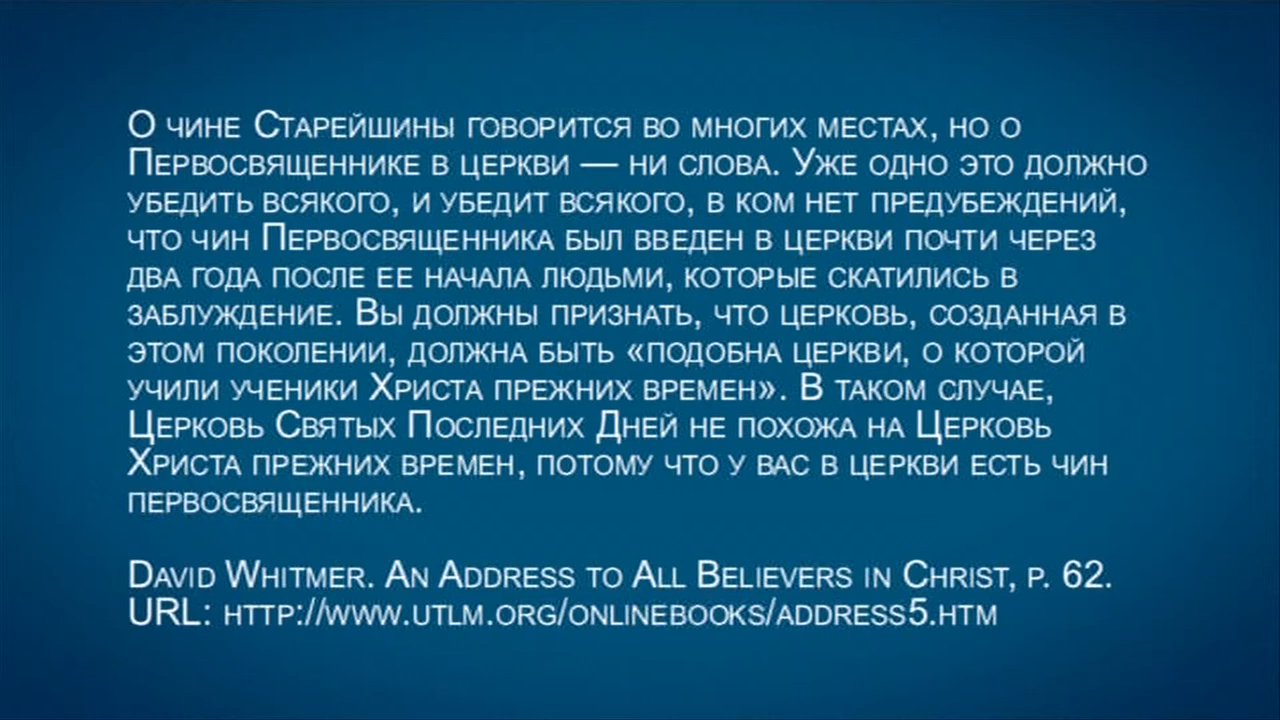 О чине Старейшины говорится во многих местах, но о
Первосвященнике в церкви — ни слова. Уже одно это должно
убедить всякого, и убедит всякого, в ком нет предубеждений,
что чин Первосвященника был введен в церкви почти через
два года после ее начала людьми, которые скатились в
заблуждение. Вы должны признать, что церковь, созданная в
этом поколении, должна быть «подобна церкви, о которой
учили ученики Христа прежних времен». В таком случае,
Церковь Святых Последних Дней не похожа на Церковь
Христа прежних времен, потому что у вас в церкви есть чин
первосвященника.
David Whitmer. An Address to All Believers in Christ, p. 62.
URL: http://www.utlm.org/onlinebooks/address5.htm